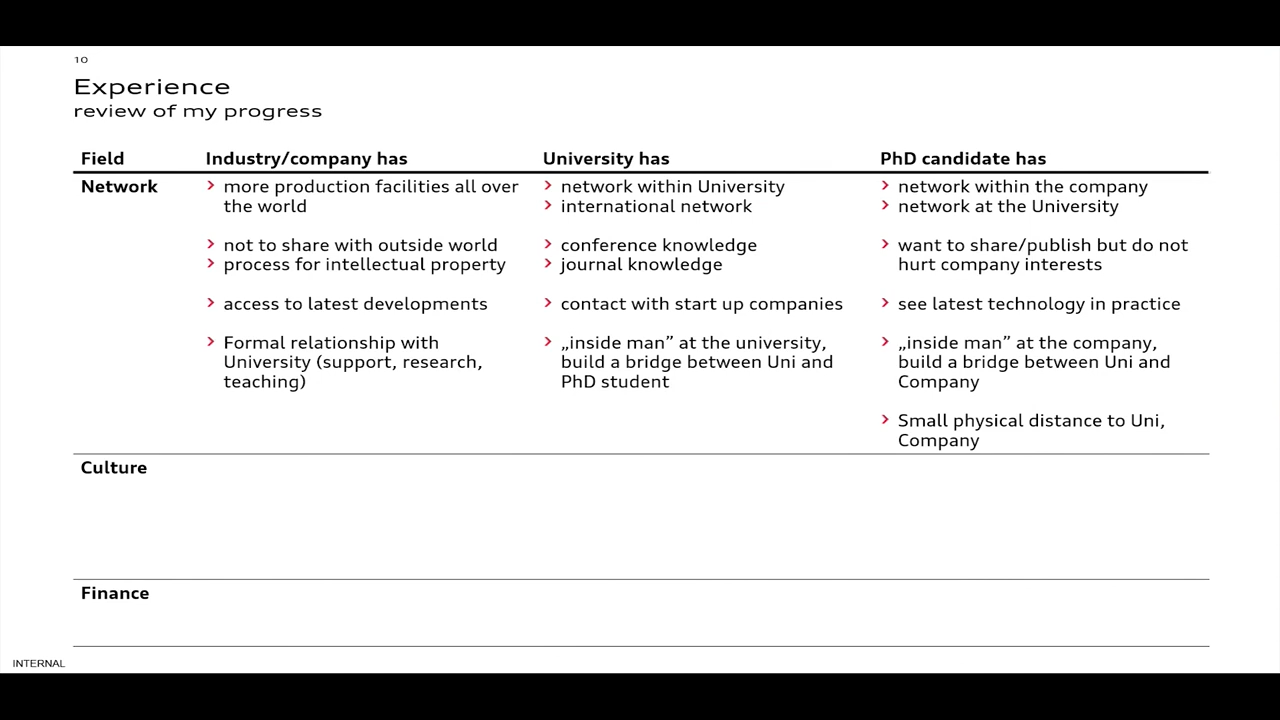 10
Experience
review of my progress
Field Industry/company has University has PhD candidate has
Network
› more production facilities all over
the world
› not to share with outside world
› process for intellectual property
› access to latest developments
› Formal relationship with
University (support, research,
teaching)
› network within University
› international network
› conference knowledge
› journal knowledge
› contact with start up companies
› „inside man” at the university,
build a bridge between Uni and
PhD student
› network within the company
› network at the University
› want to share/publish but do not
hurt company interests
› see latest technology in practice
› „inside man” at the company,
build a bridge between Uni and
Company
› Small physical distance to Uni,
Company
Culture
Finance
INTERNAL